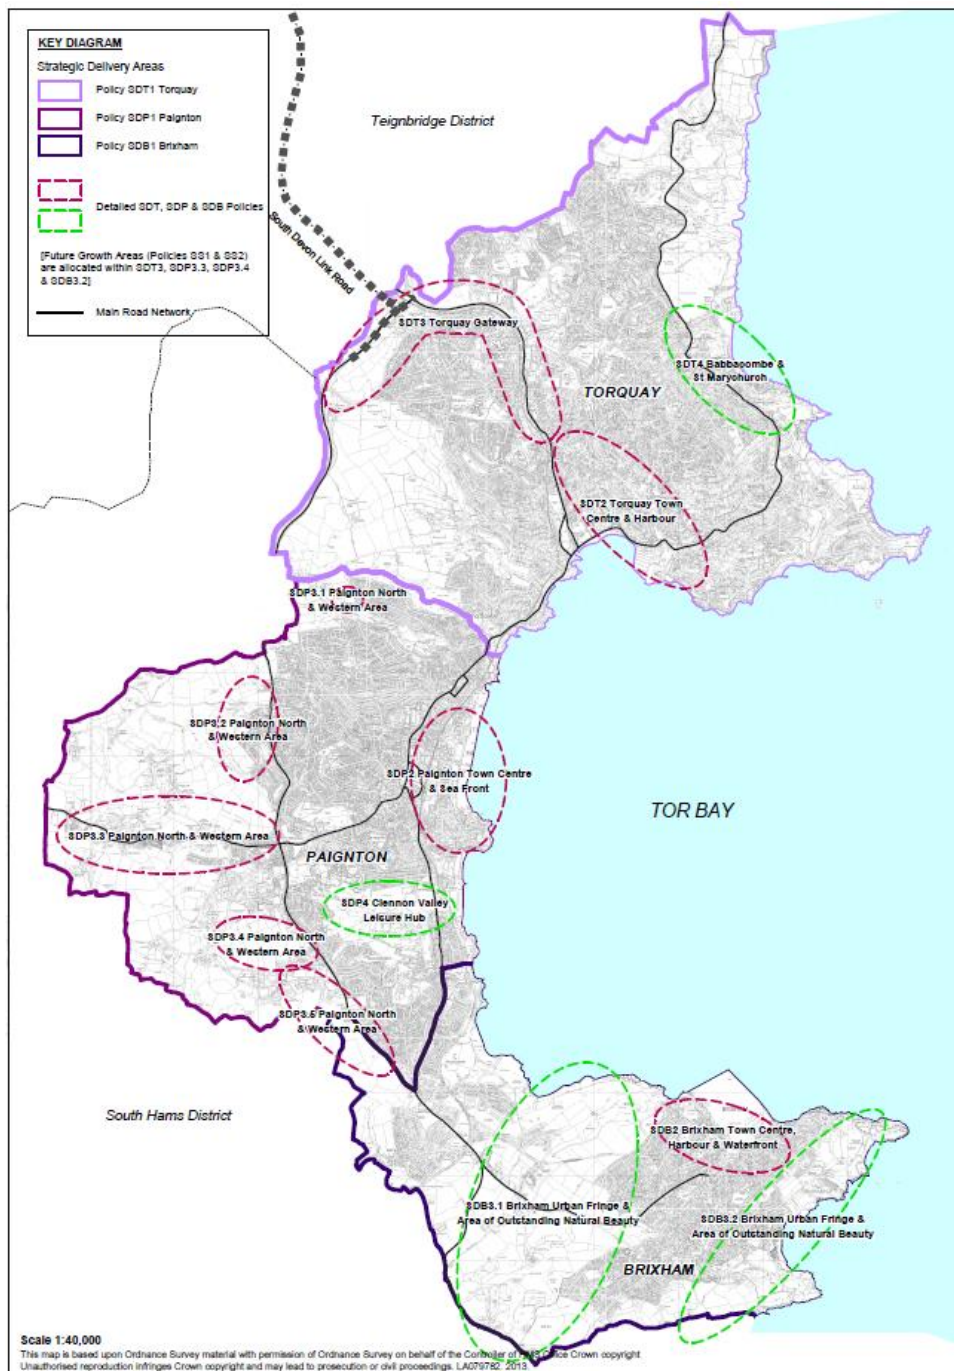 KEY DIAGRAM
Strategic Delivery Areas
Policy SDT1 Torquay
Policy SDP1 Paignton
Policy SDB1 Brixham
Detailed SDT, SDP & SDB Policies
[Future Growth Areas (Policies SS1 & SS2)
are allocated within SDT3, SDP3.3, SDP3.4
& SDB3.2]
Main Road Network
Teignbridge District
South Devon Link Road
SDT3 Torquay Gateway
SDT4 Babbacombe &
St Marychurch
TORQUAY
SDT2 Torquay Town
Centre & Harbour
SDP3.1 Paignton North
& Western Area
SDP3.2 Paignton North
& Western Area
SDP2 Paignton Town Centre
& Sea Front
TOR BAY
SDP3.3 Paignton North & Western Area
PAIGNTON
SDP4 Clennon Valley
Leisure Hub
SDP3.4 Paignton North
& Western Area
SDP3.5 Paignton North
& Western Area
South Hams District
SDB2 Brixham Town Centre,
Harbour & Waterfront
SDB3.1 Brixham Urban Fringe &
Area of Outstanding Natural Beauty
SDB3.2 Brixham Urban Fringe &
Area of Outstanding Natural Beauty
BRIXHAM
Scale 1:40,000
This map is based upon Ordnance Survey material with permission of Ordnance Survey on behalf of the Controller of Crown copyright
Unauthorised reproduction infringes Crown copyright and may lead to prosecution or civil proceedings. LA079782. 2013